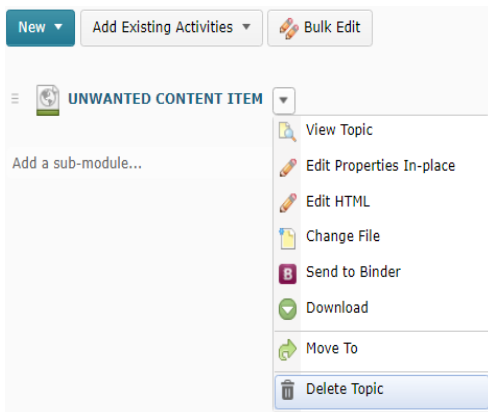 New
Add Existing Activities
Bulk Edit
UNWANTED CONTENT ITEM
View Topic
Add a sub-module...
Edit Properties In-place
Edit HTML
Change File
B
Send to Binder
Download
Move To
Delete Topic